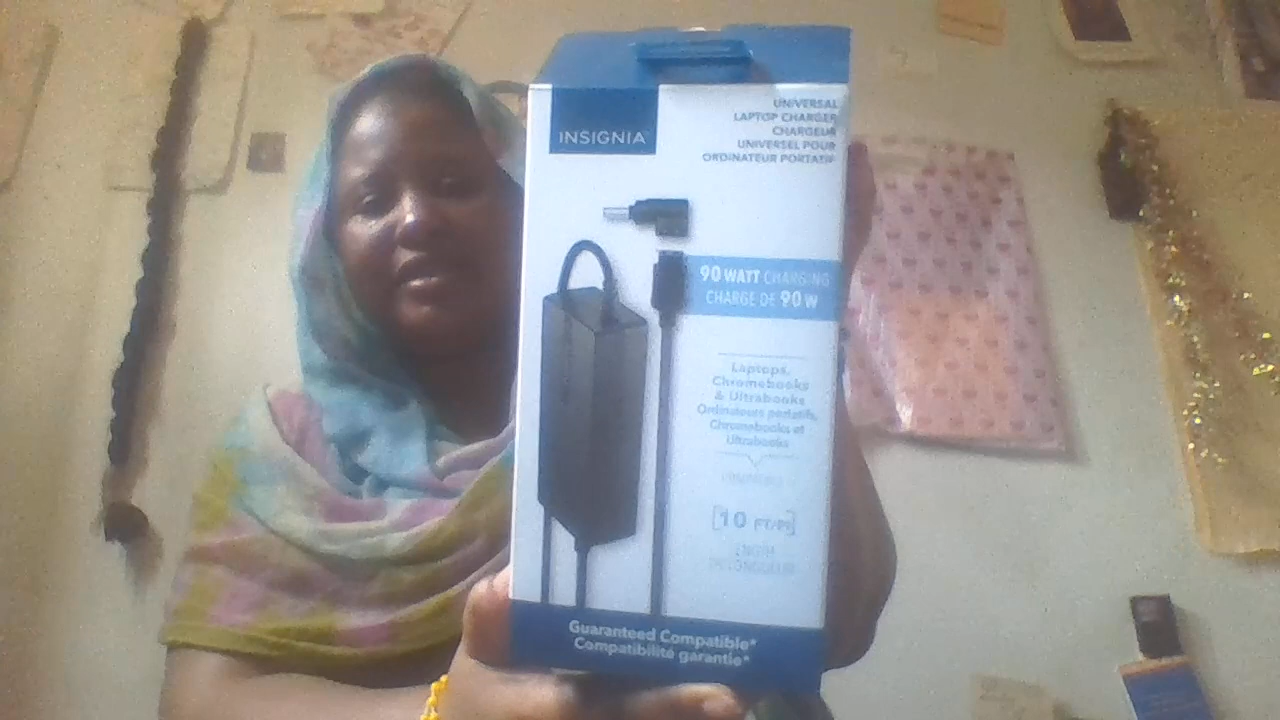 INSIGNIA
UNIVERSAL
LAPTOP CHARGER
CHARGEUR
UNIVERSEL POUR
ORDINATEUR PORTATIF
90 WATT CHARGING
CHARGE DE 90 W
Laptops,
Chromebooks
& Ultrabooks
Ordinateurs portatifs,
Chromebooks et
Ultrabooks
[10 FT/PI]
Guaranteed Compatible*
Compatibilité garantie*